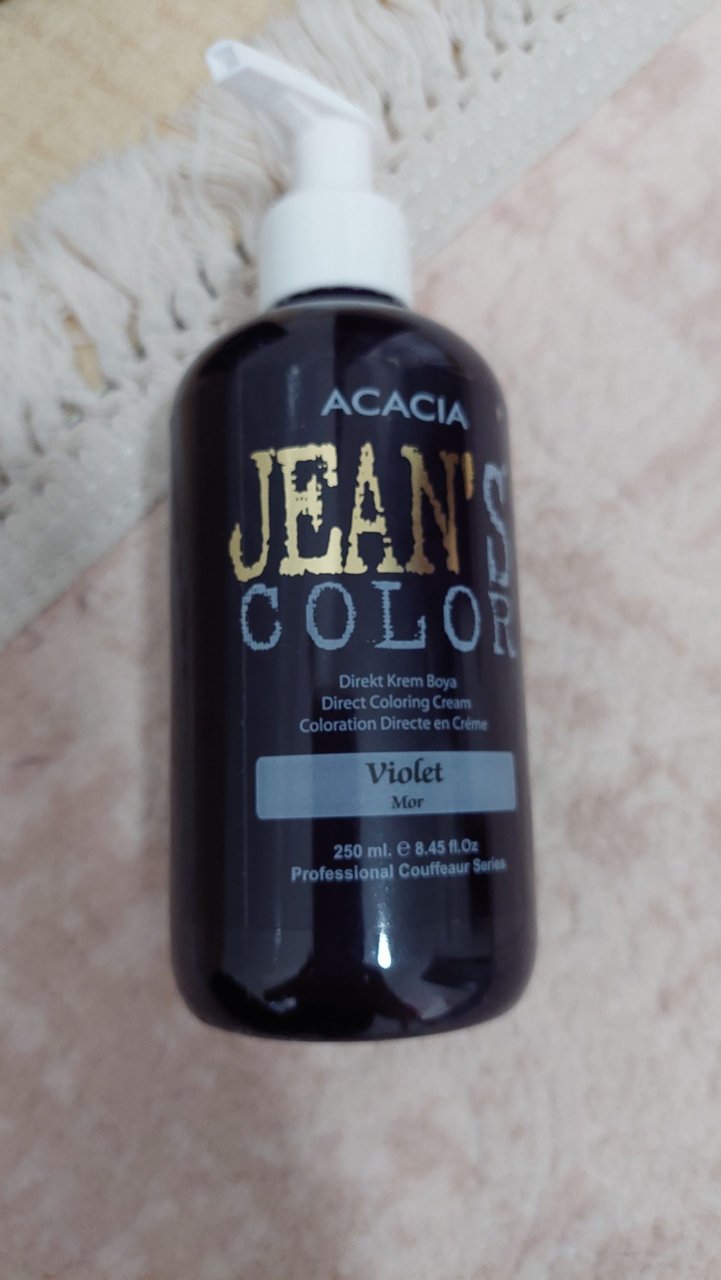 ACACIA
JEAN'S
COLOR
Direkt Krem Boya
Direct Coloring Cream
Coloration Directe en Créme
Violet
Mor
250 ml. ℮ 8.45 fl.Oz
Professional Couffeaur Series